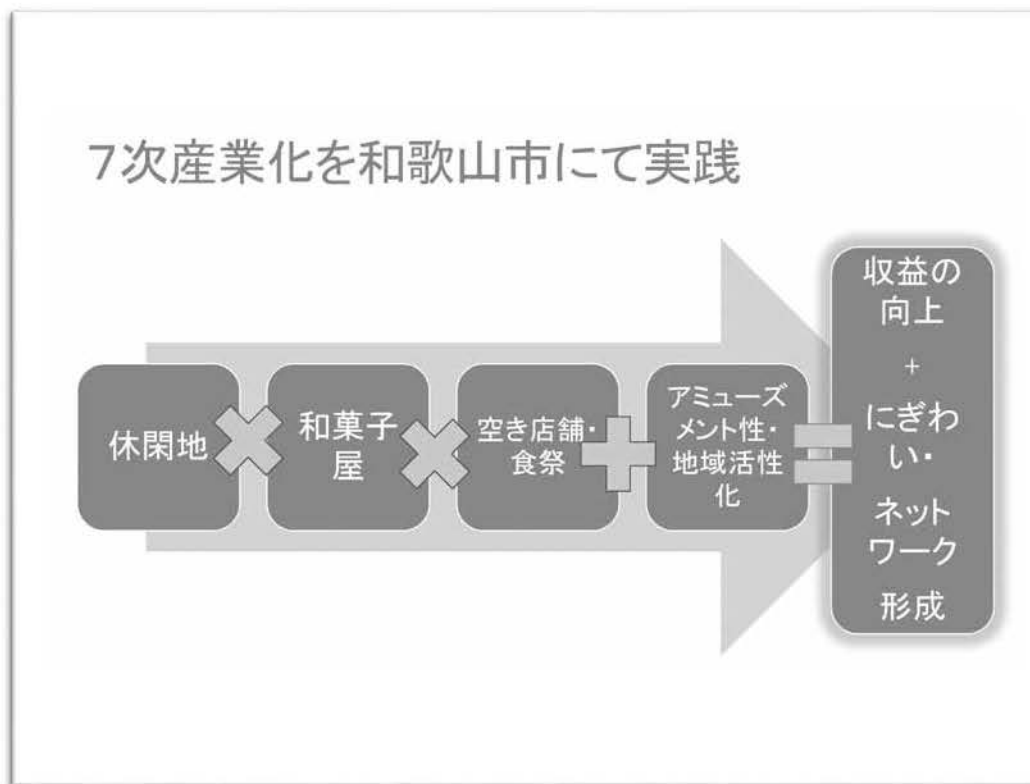 7次産業化を和歌山市にて実践
休閑地
和菓子
屋
空き店舗・
食祭
アミューズ
メント性・
地域活性
化
収益の
向上
+
にぎわ
い・
ネット
ワーク
形成